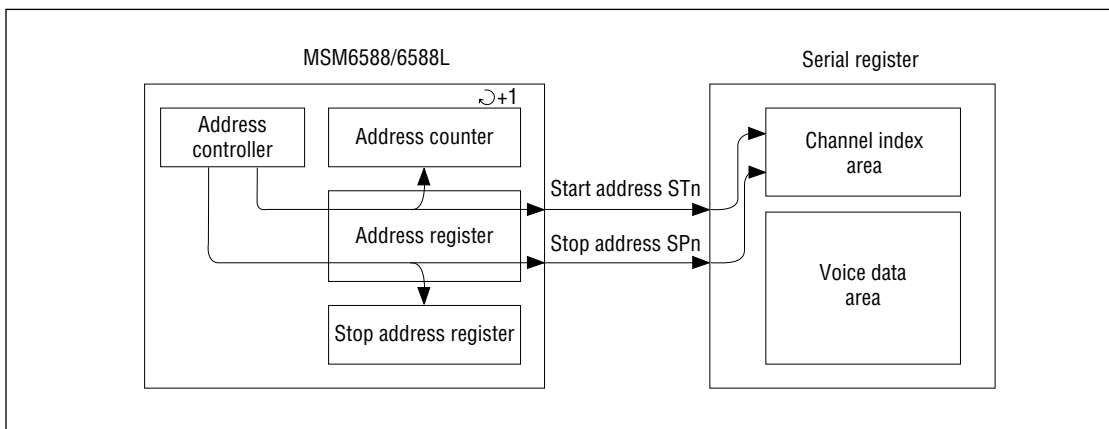 MSM6588/6588L
Serial register
↻+1
Address
controller
Address counter
Channel index
area
Start address STn
Address register
Stop address SPn
Voice data
area
Stop address register